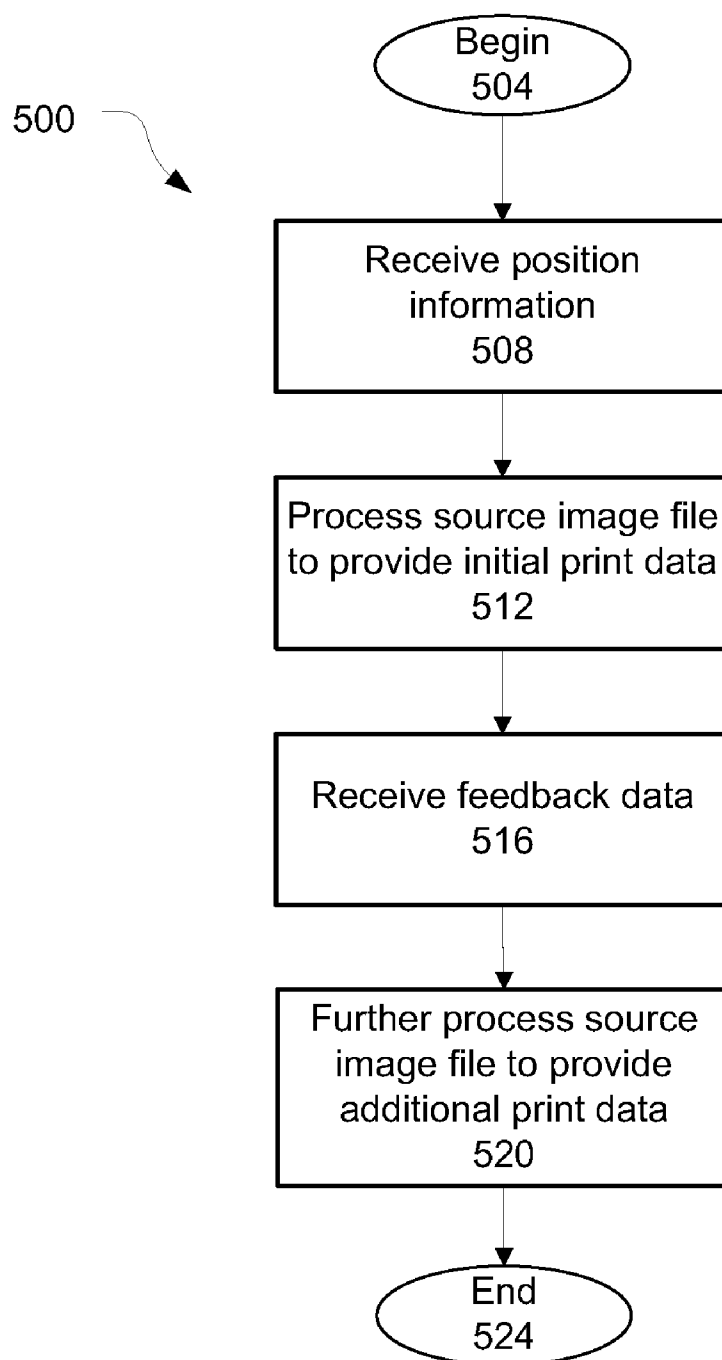 Begin
504
500
Receive position
information
508
Process source image file
to provide initial print data
512
Receive feedback data
516
Further process source
image file to provide
additional print data
520
End
524